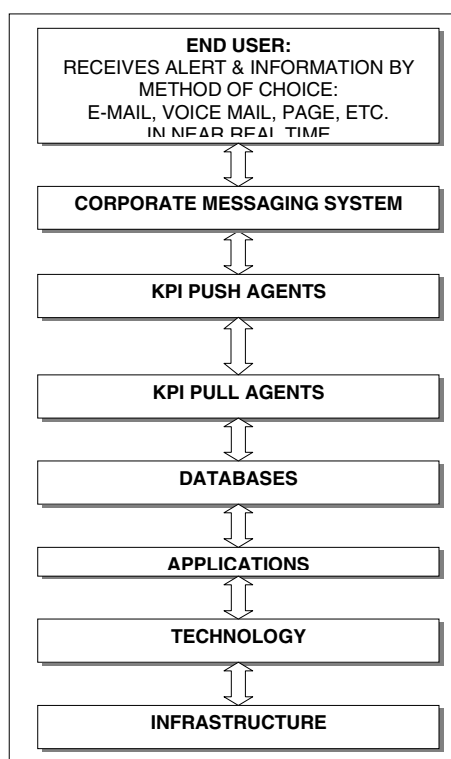 END USER:
RECEIVES ALERT & INFORMATION BY
METHOD OF CHOICE:
E-MAIL, VOICE MAIL, PAGE, ETC.
IN NEAR REAL TIME
CORPORATE MESSAGING SYSTEM
KPI PUSH AGENTS
KPI PULL AGENTS
DATABASES
APPLICATIONS
TECHNOLOGY
INFRASTRUCTURE